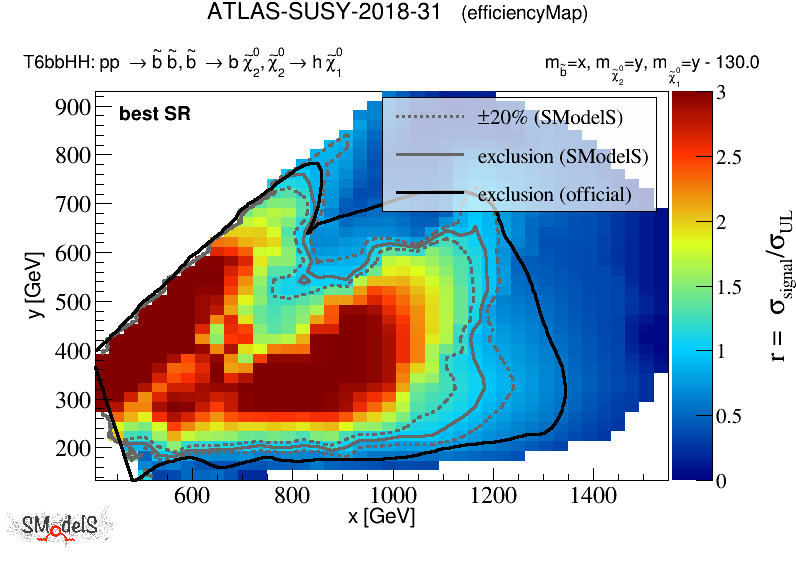 ATLAS-SUSY-2018-31 (efficiencyMap)
T6bbHH: pp → b̃ b̃, b̃ → b χ̃⁰₂, χ̃⁰₂ → h χ̃⁰₁
m_b̃=x, m_χ̃⁰₂=y, m_χ̃⁰₁=y - 130.0
best SR
±20% (SModelS)
exclusion (SModelS)
exclusion (official)
900
800
700
600
500
400
300
200
y [GeV]
600 800 1000 1200 1400
x [GeV]
3
2.5
2
1.5
1
0.5
0
r = σ_signal/σ_UL
SModelS